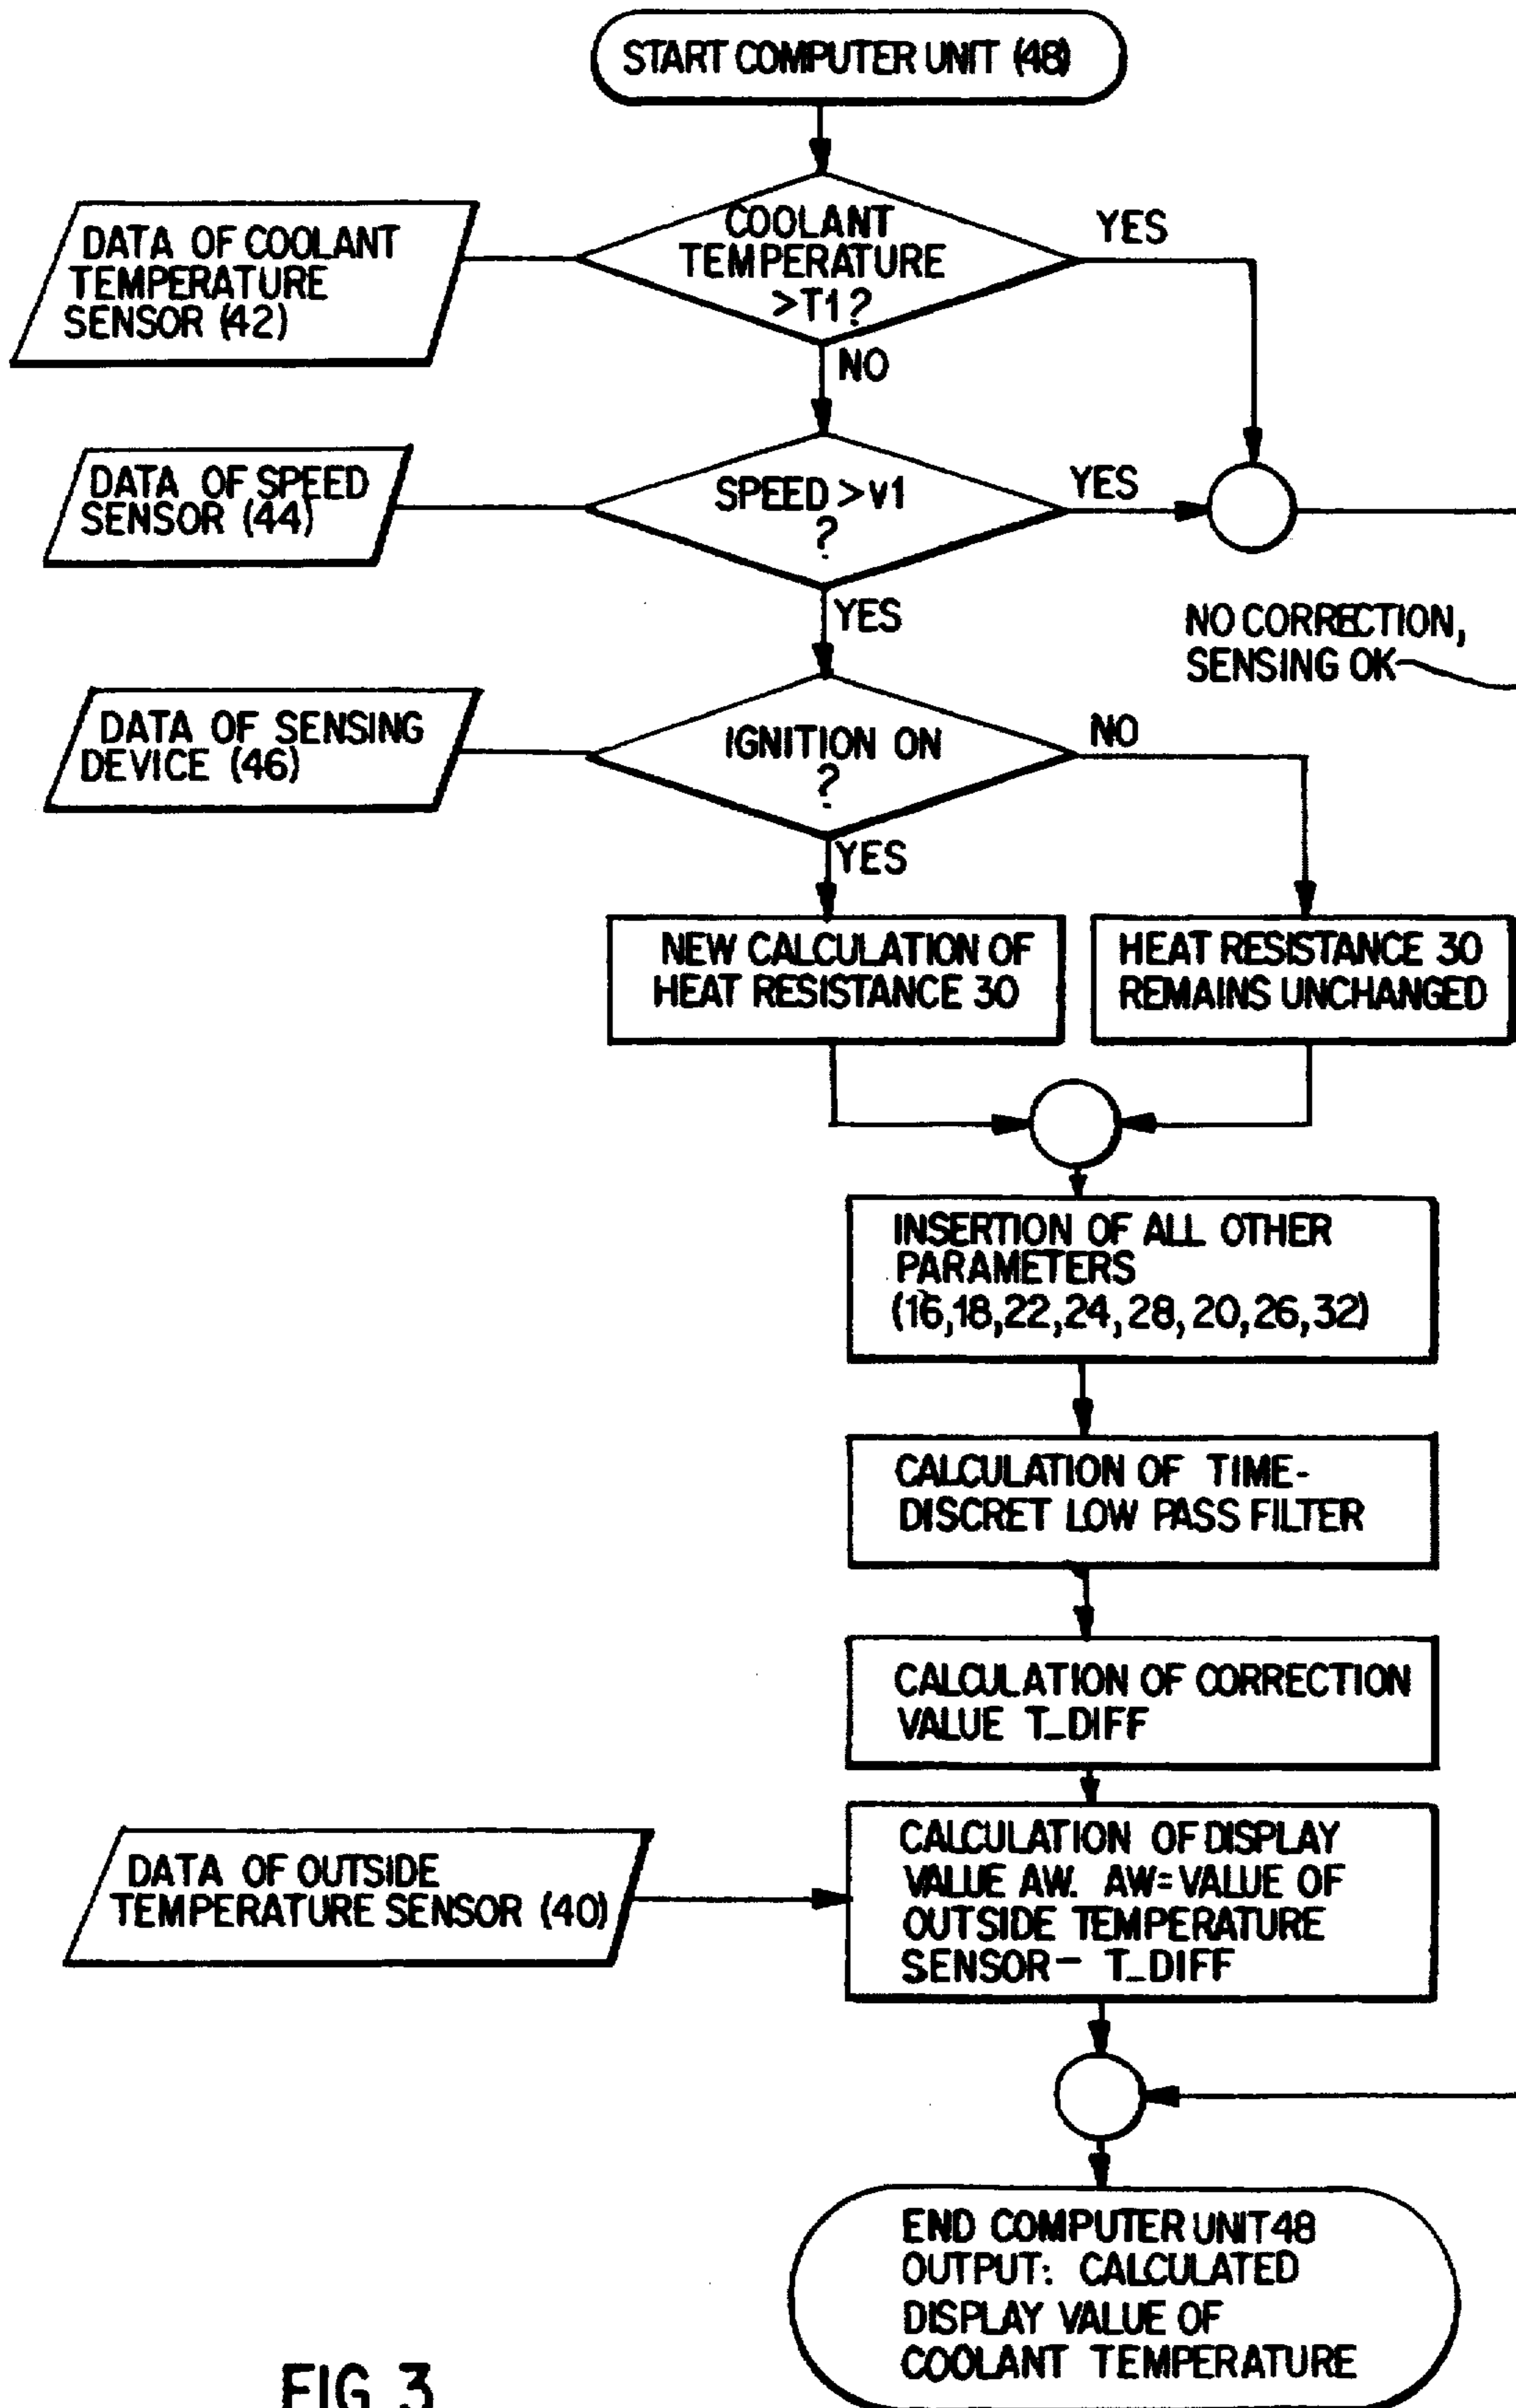 START COMPUTER UNIT (48)
DATA OF COOLANT
TEMPERATURE
SENSOR (42)
COOLANT
TEMPERATURE
>T1?
YES
NO
DATA OF SPEED
SENSOR (44)
SPEED>V1
?
YES
YES
NO CORRECTION,
SENSING OK
DATA OF SENSING
DEVICE (46)
IGNITION ON
?
NO
YES
NEW CALCULATION OF
HEAT RESISTANCE 30
HEAT RESISTANCE 30
REMAINS UNCHANGED
INSERTION OF ALL OTHER
PARAMETERS
(16,18,22,24,28,20,26,32)
CALCULATION OF TIME-
DISCRET LOW PASS FILTER
CALCULATION OF CORRECTION
VALUE T_DIFF
DATA OF OUTSIDE
TEMPERATURE SENSOR (40)
CALCULATION OF DISPLAY
VALUE AW. AW=VALUE OF
OUTSIDE TEMPERATURE
SENSOR- T_DIFF
END COMPUTER UNIT48
OUTPUT: CALCULATED
DISPLAY VALUE OF
COOLANT TEMPERATURE
FIG. 3